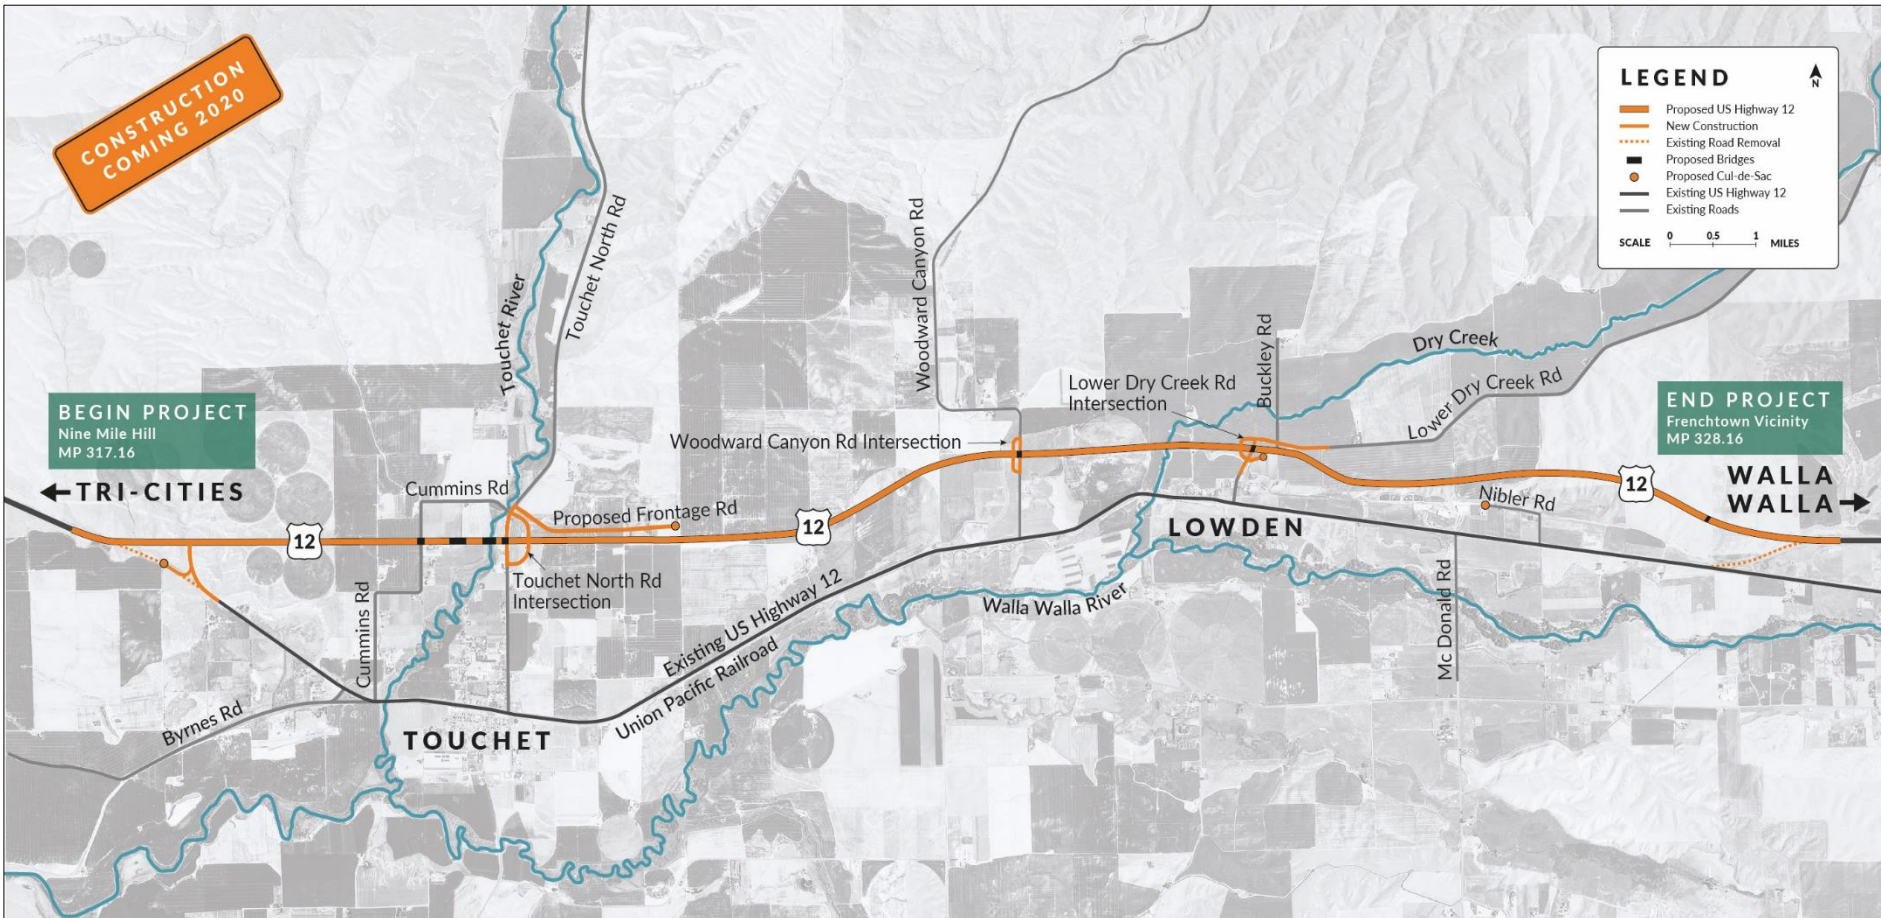 CONSTRUCTION
COMING 2020
LEGEND
N
Proposed US Highway 12
New Construction
Existing Road Removal
Proposed Bridges
Proposed Cul-de-Sac
Existing US Highway 12
Existing Roads
SCALE 0 0.5 1 MILES
Touchet River
Touchet North Rd
Woodward Canyon Rd
Buckley Rd
Dry Creek
Lower Dry Creek Rd
Lower Dry Creek Rd
Intersection
BEGIN PROJECT
Nine Mile Hill
MP 317.16
END PROJECT
Frenchtown Vicinity
MP 328.16
Woodward Canyon Rd Intersection
TRI-CITIES
WALLA
WALLA
Cummins Rd
Proposed Frontage Rd
Nibler Rd
12
12
12
LOWDEN
Touchet North Rd
Intersection
Cummins Rd
Existing US Highway 12
Union Pacific Railroad
Walla Walla River
Mc Donald Rd
Byrnes Rd
TOUCHET